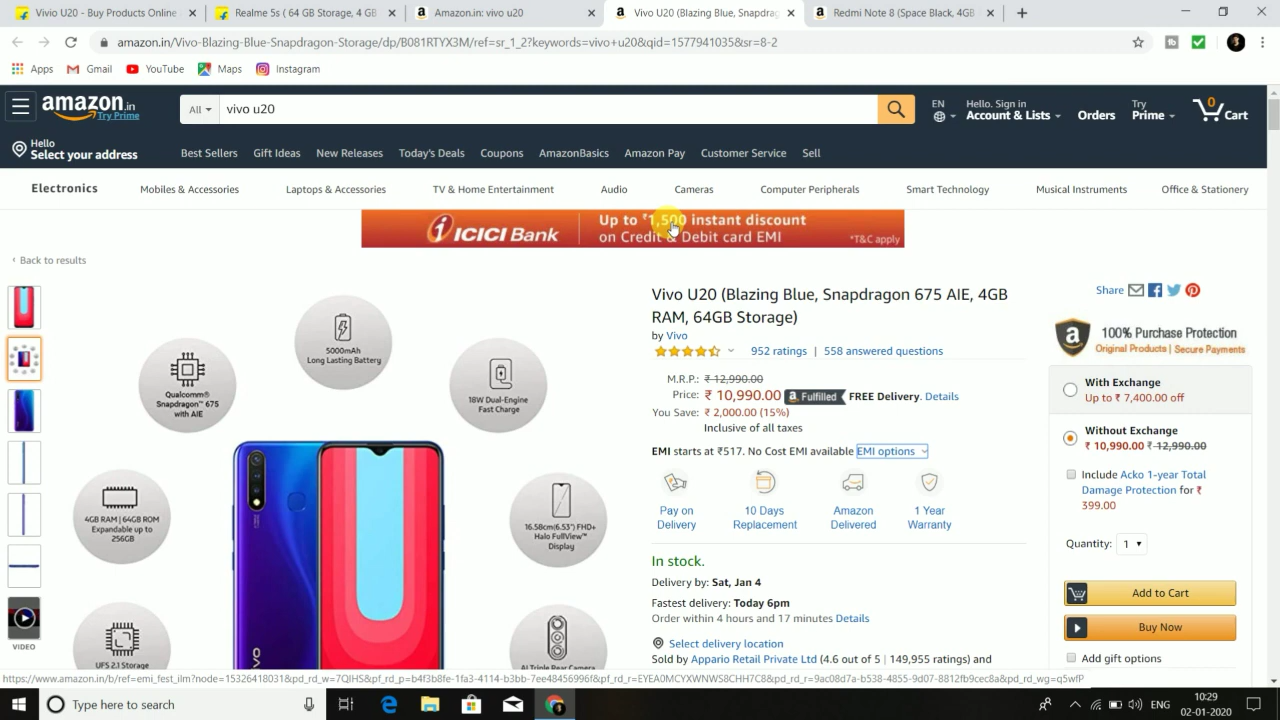 Vivio U20 - Buy Products Online
Realme 5s ( 64 GB Storage, 4 GB
Amazon.in: vivo u20
Vivo U20 (Blazing Blue, Snapdrag
Redmi Note 8 (Space Black, 4GB
amazon.in/Vivo-Blazing-Blue-Snapdragon-Storage/dp/B081RTYX3M/ref=sr_1_2?keywords=vivo+u20&qid=1577941035&sr=8-2
Apps
Gmail
YouTube
Maps
Instagram
amazon.in
Try Prime
All
vivo u20
EN
Hello. Sign in
Account & Lists
Orders
Try
Prime
0
Cart
Hello
Select your address
Best Sellers
Gift Ideas
New Releases
Today's Deals
Coupons
AmazonBasics
Amazon Pay
Customer Service
Sell
Electronics
Mobiles & Accessories
Laptops & Accessories
TV & Home Entertainment
Audio
Cameras
Computer Peripherals
Smart Technology
Musical Instruments
Office & Stationery
ICICI Bank
Up to ₹1,500 instant discount
on Credit & Debit card EMI
*T&C apply
Back to results
VIDEO
5000mAh
Long Lasting Battery
Qualcomm®
Snapdragon™ 675
with AIE
18W Dual-Engine
Fast Charge
4GB RAM | 64GB ROM
Expandable up to
256GB
16.58cm(6.53") FHD+
Halo FullView™
Display
UFS 2.1 Storage
AI Triple Rear Camera
VIVO
Vivo U20 (Blazing Blue, Snapdragon 675 AIE, 4GB
RAM, 64GB Storage)
by Vivo
952 ratings | 558 answered questions
M.R.P.: ₹ 12,990.00
Price: ₹ 10,990.00 a Fulfilled FREE Delivery. Details
You Save: ₹ 2,000.00 (15%)
Inclusive of all taxes
EMI starts at ₹517. No Cost EMI available EMI options
Pay on
Delivery
10 Days
Replacement
Amazon
Delivered
1 Year
Warranty
In stock.
Delivery by: Sat, Jan 4
Fastest delivery: Today 6pm
Order within 4 hours and 17 minutes Details
Select delivery location
Sold by Appario Retail Private Ltd (4.6 out of 5 | 149,955 ratings) and
Share
100% Purchase Protection
Original Products | Secure Payments
With Exchange
Up to ₹ 7,400.00 off
Without Exchange
₹ 10,990.00 ₹ 12,990.00
Include Acko 1-year Total
Damage Protection for ₹
399.00
Quantity: 1
Add to Cart
Buy Now
Add gift options
Type here to search
ENG
10:29
02-01-2020